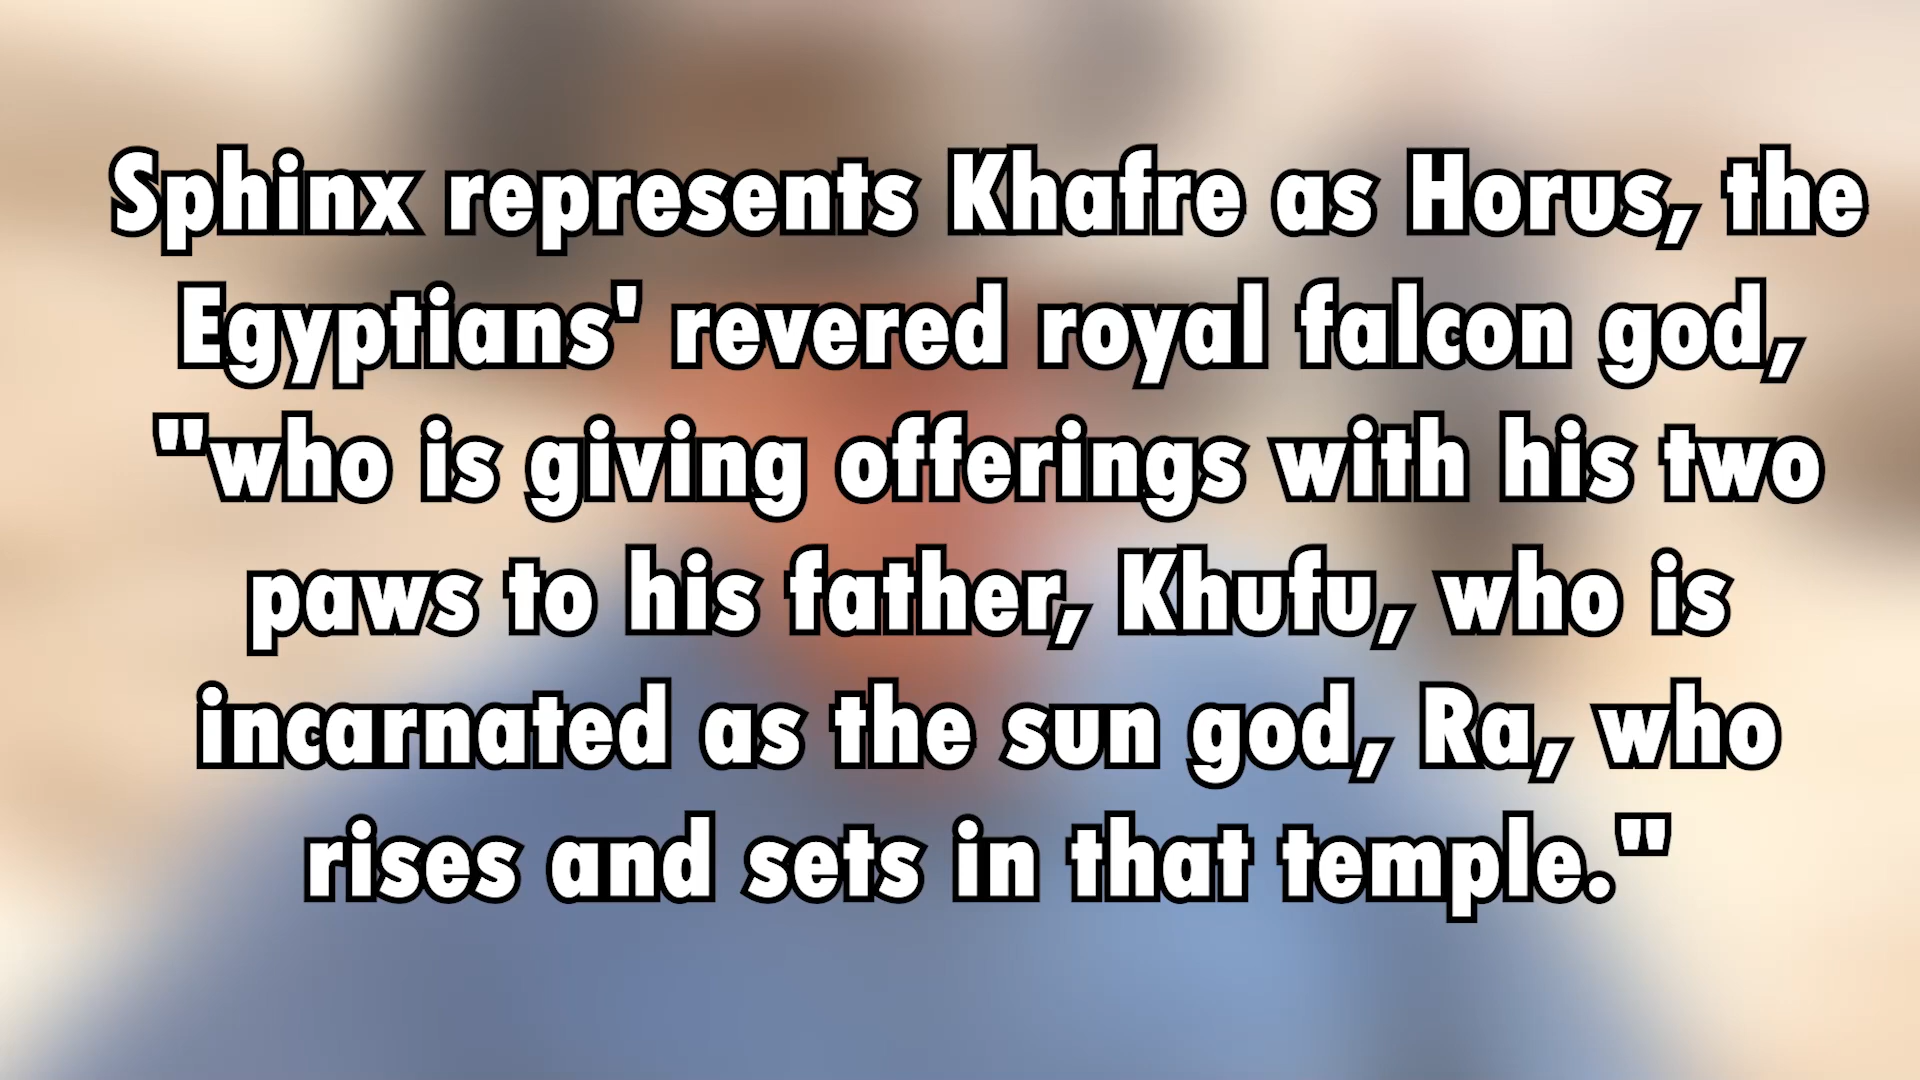 Sphinx represents Khafre as Horus, the
Egyptians' revered royal falcon god,
"who is giving offerings with his two
paws to his father, Khufu, who is
incarnated as the sun god, Ra, who
rises and sets in that temple."